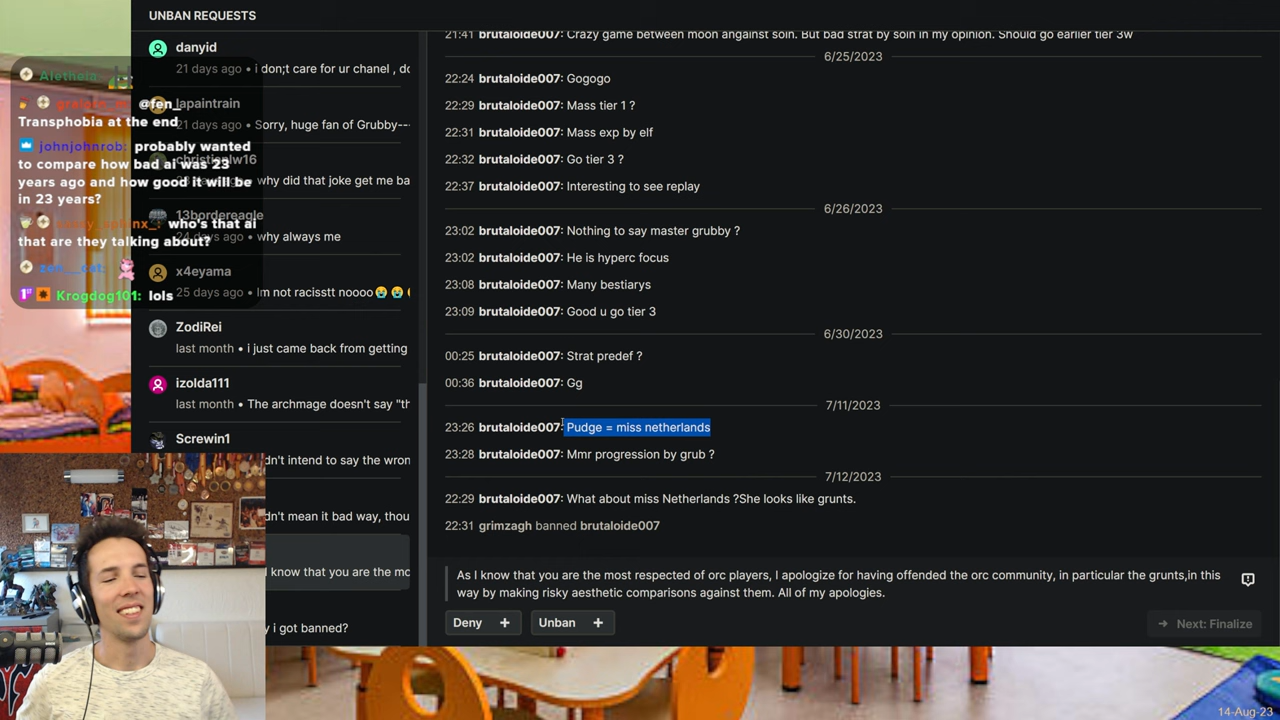 UNBAN REQUESTS
danyid
21 days ago • i don;t care for ur chanel , dc
lapaintrain
21 days ago • Sorry, huge fan of Grubby--
christianlw16
why did that joke get me ba
13bordereagle
days ago • why always me
x4eyama
25 days ago • Im not racisstt noooo😭😭
ZodiRei
last month • i just came back from getting
izolda111
last month • The archmage doesn't say "th
Screwin1
dn't intend to say the wron
dn't mean it bad way, thou
I know that you are the mo
y i got banned?
Alethein
@fen_
Transphobia at the end
johnjohnrob: probably wanted
to compare how bad ai was 23
years ago and how good it will be
in 23 years?
who's that ai
that are they talking about?
Krogdog101: lols
21:41 brutaloide007: Crazy game between moon angainst soin. But bad strat by soin in my opinion. Should go earlier tier 3w
6/25/2023
22:24 brutaloide007: Gogogo
22:29 brutaloide007: Mass tier 1 ?
22:31 brutaloide007: Mass exp by elf
22:32 brutaloide007: Go tier 3 ?
22:37 brutaloide007: Interesting to see replay
6/26/2023
23:02 brutaloide007: Nothing to say master grubby ?
23:02 brutaloide007: He is hyperc focus
23:08 brutaloide007: Many bestiarys
23:09 brutaloide007: Good u go tier 3
6/30/2023
00:25 brutaloide007: Strat predef ?
00:36 brutaloide007: Gg
7/11/2023
23:26 brutaloide007: Pudge = miss netherlands
23:28 brutaloide007: Mmr progression by grub ?
7/12/2023
22:29 brutaloide007: What about miss Netherlands ?She looks like grunts.
22:31 grimzagh banned brutaloide007
As I know that you are the most respected of orc players, I apologize for having offended the orc community, in particular the grunts,in this
way by making risky aesthetic comparisons against them. All of my apologies.
Deny +
Unban +
Next: Finalize
14-Aug-23